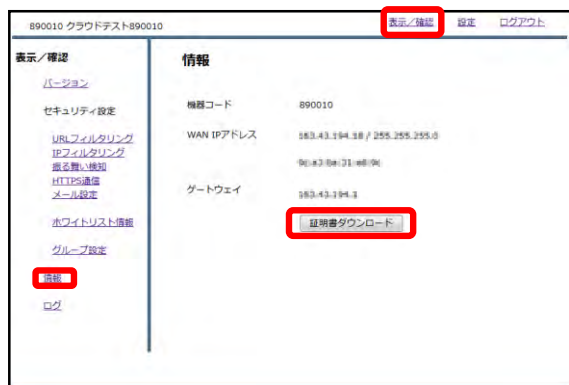 890010 クラウドテスト890010
表示／確認 設定 ログアウト
表示／確認
バージョン
セキュリティ設定
URLフィルタリング
IPフィルタリング
振る舞い検知
HTTPS通信
メール設定
ホワイトリスト情報
グループ設定
情報
ログ
情報
機器コード 890010
WAN IPアドレス / 255.255.255.0
ゲートウェイ
証明書ダウンロード